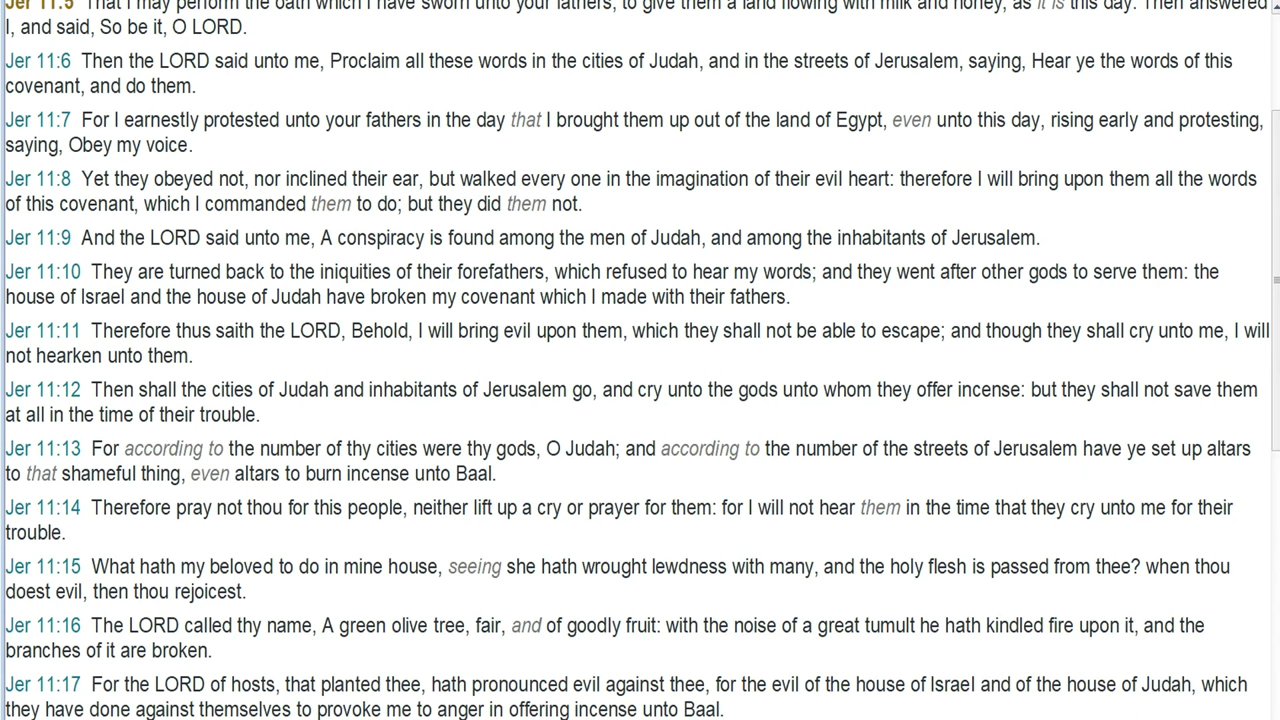 Jer 11:5 That I may perform the oath which I have sworn unto your fathers, to give them a land flowing with milk and honey, as it is this day. Then answered
I, and said, So be it, O LORD.
Jer 11:6 Then the LORD said unto me, Proclaim all these words in the cities of Judah, and in the streets of Jerusalem, saying, Hear ye the words of this
covenant, and do them.
Jer 11:7 For I earnestly protested unto your fathers in the day that I brought them up out of the land of Egypt, even unto this day, rising early and protesting,
saying, Obey my voice.
Jer 11:8 Yet they obeyed not, nor inclined their ear, but walked every one in the imagination of their evil heart: therefore I will bring upon them all the words
of this covenant, which I commanded them to do; but they did them not.
Jer 11:9 And the LORD said unto me, A conspiracy is found among the men of Judah, and among the inhabitants of Jerusalem.
Jer 11:10 They are turned back to the iniquities of their forefathers, which refused to hear my words; and they went after other gods to serve them: the
house of Israel and the house of Judah have broken my covenant which I made with their fathers.
Jer 11:11 Therefore thus saith the LORD, Behold, I will bring evil upon them, which they shall not be able to escape; and though they shall cry unto me, I will
not hearken unto them.
Jer 11:12 Then shall the cities of Judah and inhabitants of Jerusalem go, and cry unto the gods unto whom they offer incense: but they shall not save them
at all in the time of their trouble.
Jer 11:13 For according to the number of thy cities were thy gods, O Judah; and according to the number of the streets of Jerusalem have ye set up altars
to that shameful thing, even altars to burn incense unto Baal.
Jer 11:14 Therefore pray not thou for this people, neither lift up a cry or prayer for them: for I will not hear them in the time that they cry unto me for their
trouble.
Jer 11:15 What hath my beloved to do in mine house, seeing she hath wrought lewdness with many, and the holy flesh is passed from thee? when thou
doest evil, then thou rejoicest.
Jer 11:16 The LORD called thy name, A green olive tree, fair, and of goodly fruit: with the noise of a great tumult he hath kindled fire upon it, and the
branches of it are broken.
Jer 11:17 For the LORD of hosts, that planted thee, hath pronounced evil against thee, for the evil of the house of Israel and of the house of Judah, which
they have done against themselves to provoke me to anger in offering incense unto Baal.